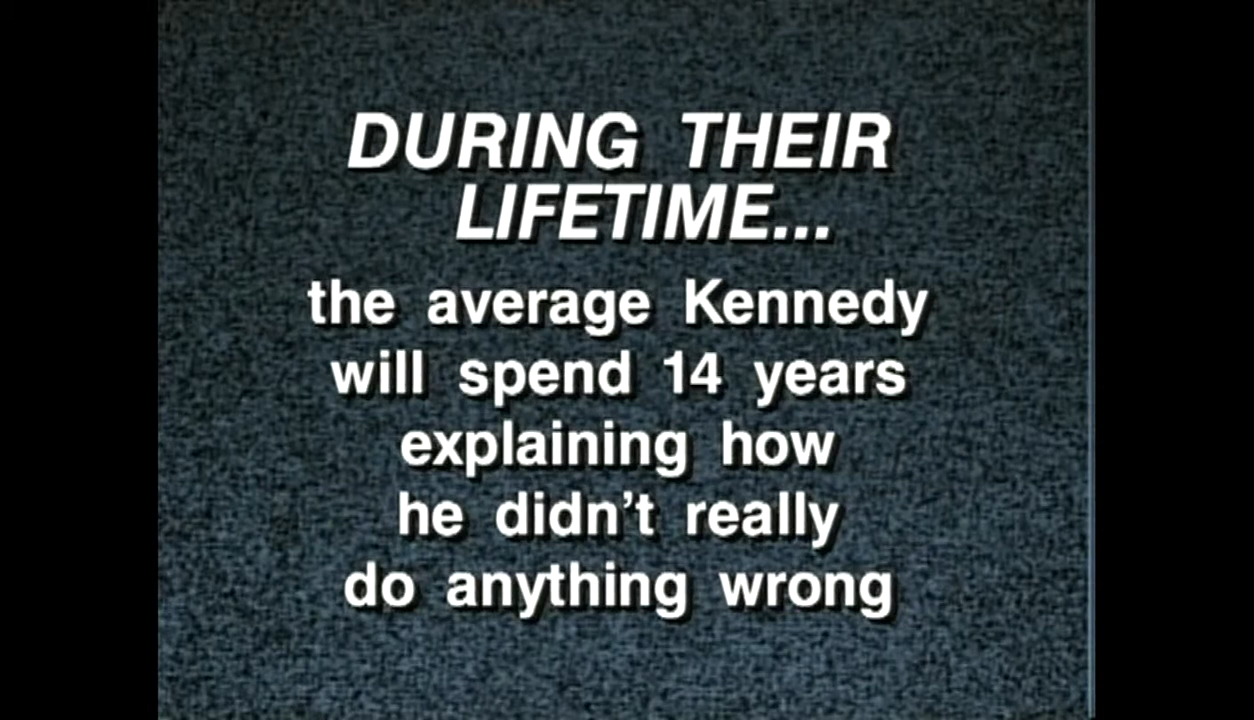 DURING THEIR
LIFETIME...
the average Kennedy
will spend 14 years
explaining how
he didn't really
do anything wrong